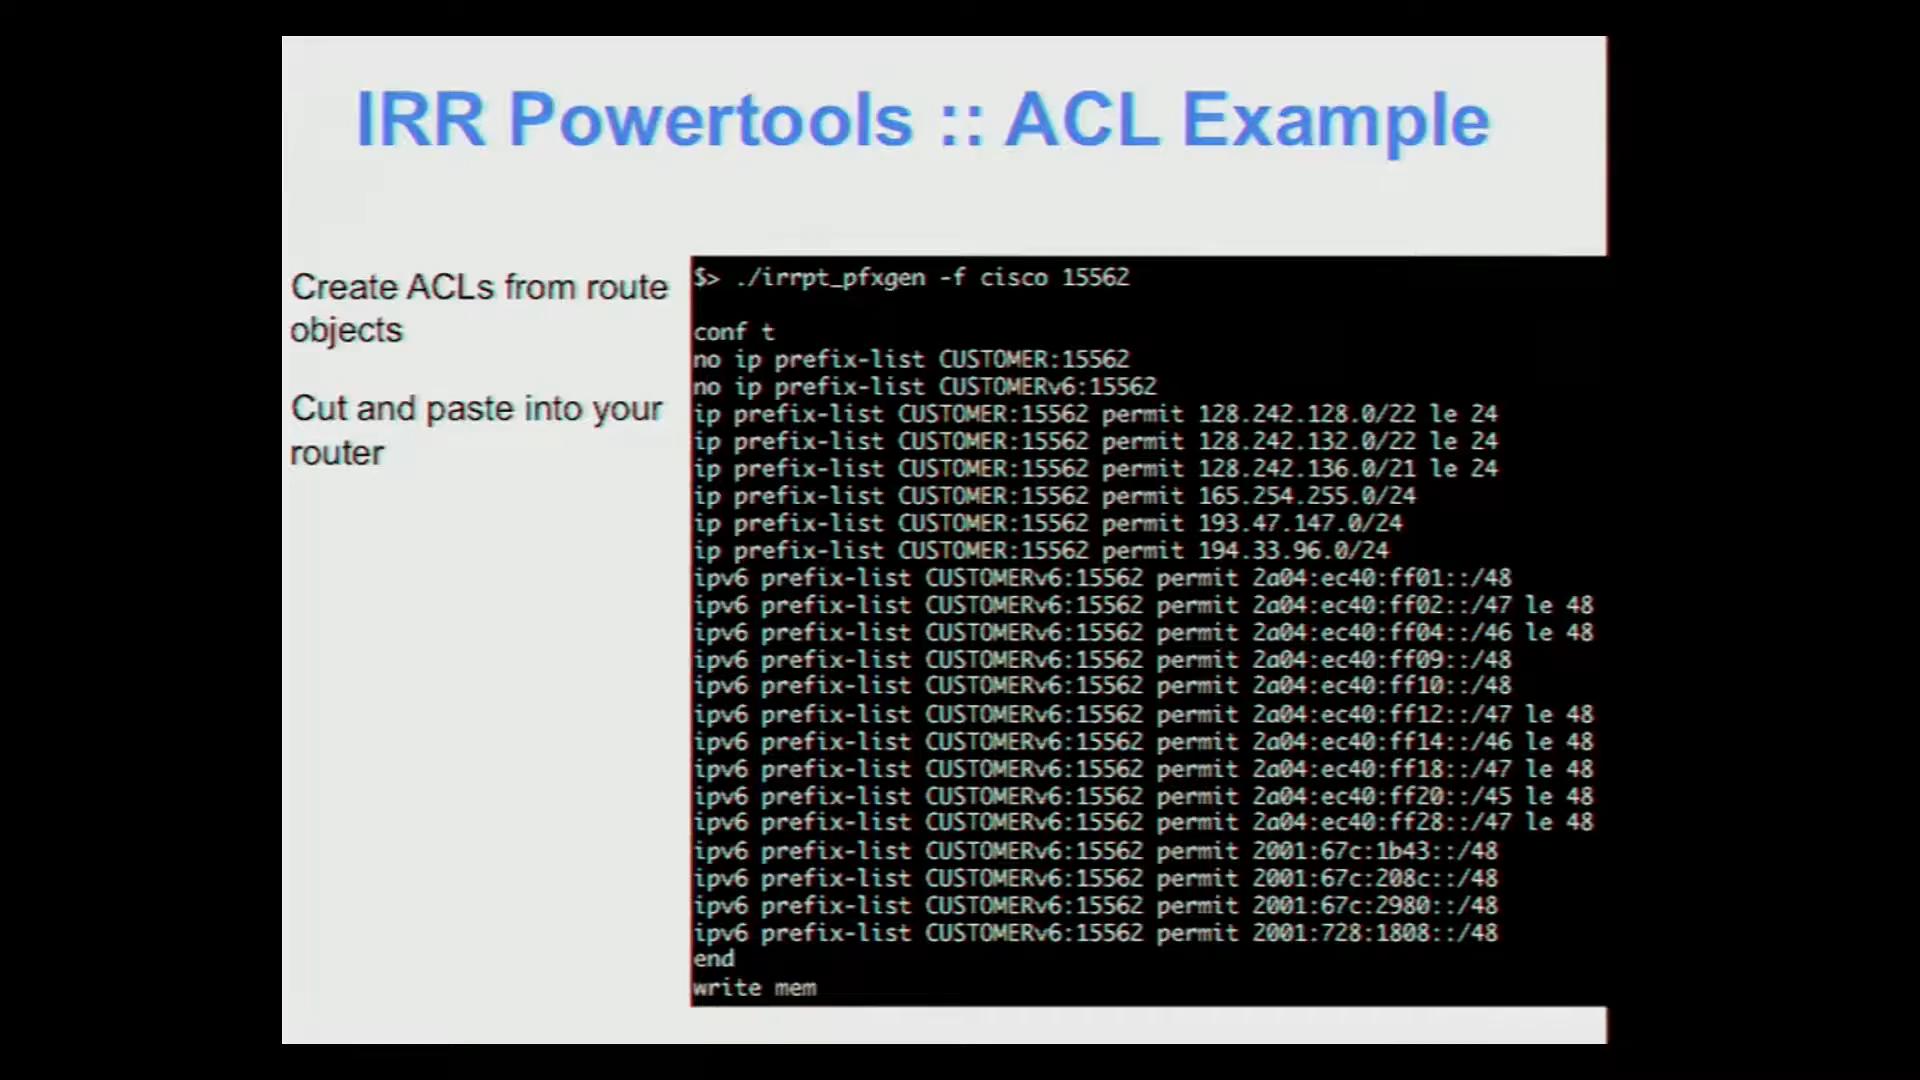 IRR Powertools :: ACL Example
Create ACLs from route
objects
Cut and paste into your
router
$> ./irrpt_pfxgen -f cisco 15562
conf t
no ip prefix-list CUSTOMER:15562
no ip prefix-list CUSTOMERv6:15562
ip prefix-list CUSTOMER:15562 permit 128.242.128.0/22 le 24
ip prefix-list CUSTOMER:15562 permit 128.242.132.0/22 le 24
ip prefix-list CUSTOMER:15562 permit 128.242.136.0/21 le 24
ip prefix-list CUSTOMER:15562 permit 165.254.255.0/24
ip prefix-list CUSTOMER:15562 permit 193.47.147.0/24
ip prefix-list CUSTOMER:15562 permit 194.33.96.0/24
ipv6 prefix-list CUSTOMERv6:15562 permit 2a04:ec40:ff01::/48
ipv6 prefix-list CUSTOMERv6:15562 permit 2a04:ec40:ff02::/47 le 48
ipv6 prefix-list CUSTOMERv6:15562 permit 2a04:ec40:ff04::/46 le 48
ipv6 prefix-list CUSTOMERv6:15562 permit 2a04:ec40:ff09::/48
ipv6 prefix-list CUSTOMERv6:15562 permit 2a04:ec40:ff10::/48
ipv6 prefix-list CUSTOMERv6:15562 permit 2a04:ec40:ff12::/47 le 48
ipv6 prefix-list CUSTOMERv6:15562 permit 2a04:ec40:ff14::/46 le 48
ipv6 prefix-list CUSTOMERv6:15562 permit 2a04:ec40:ff18::/47 le 48
ipv6 prefix-list CUSTOMERv6:15562 permit 2a04:ec40:ff20::/45 le 48
ipv6 prefix-list CUSTOMERv6:15562 permit 2a04:ec40:ff28::/47 le 48
ipv6 prefix-list CUSTOMERv6:15562 permit 2001:67c:1b43::/48
ipv6 prefix-list CUSTOMERv6:15562 permit 2001:67c:208c::/48
ipv6 prefix-list CUSTOMERv6:15562 permit 2001:67c:2980::/48
ipv6 prefix-list CUSTOMERv6:15562 permit 2001:728:1808::/48
end
write mem